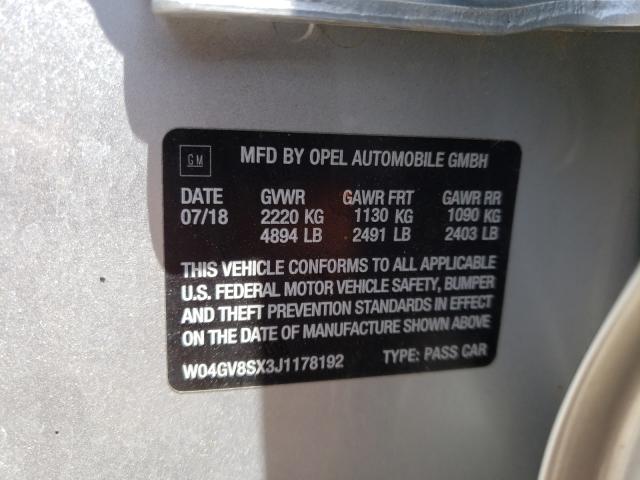 GM MFD BY OPEL AUTOMOBILE GMBH
DATE GVWR GAWR FRT GAWR RR
07/18 2220 KG 1130 KG 1090 KG
4894 LB 2491 LB 2403 LB
THIS VEHICLE CONFORMS TO ALL APPLICABLE
U.S. FEDERAL MOTOR VEHICLE SAFETY, BUMPER
AND THEFT PREVENTION STANDARDS IN EFFECT
ON THE DATE OF MANUFACTURE SHOWN ABOVE
W04GV8SX3J1178192 TYPE: PASS CAR